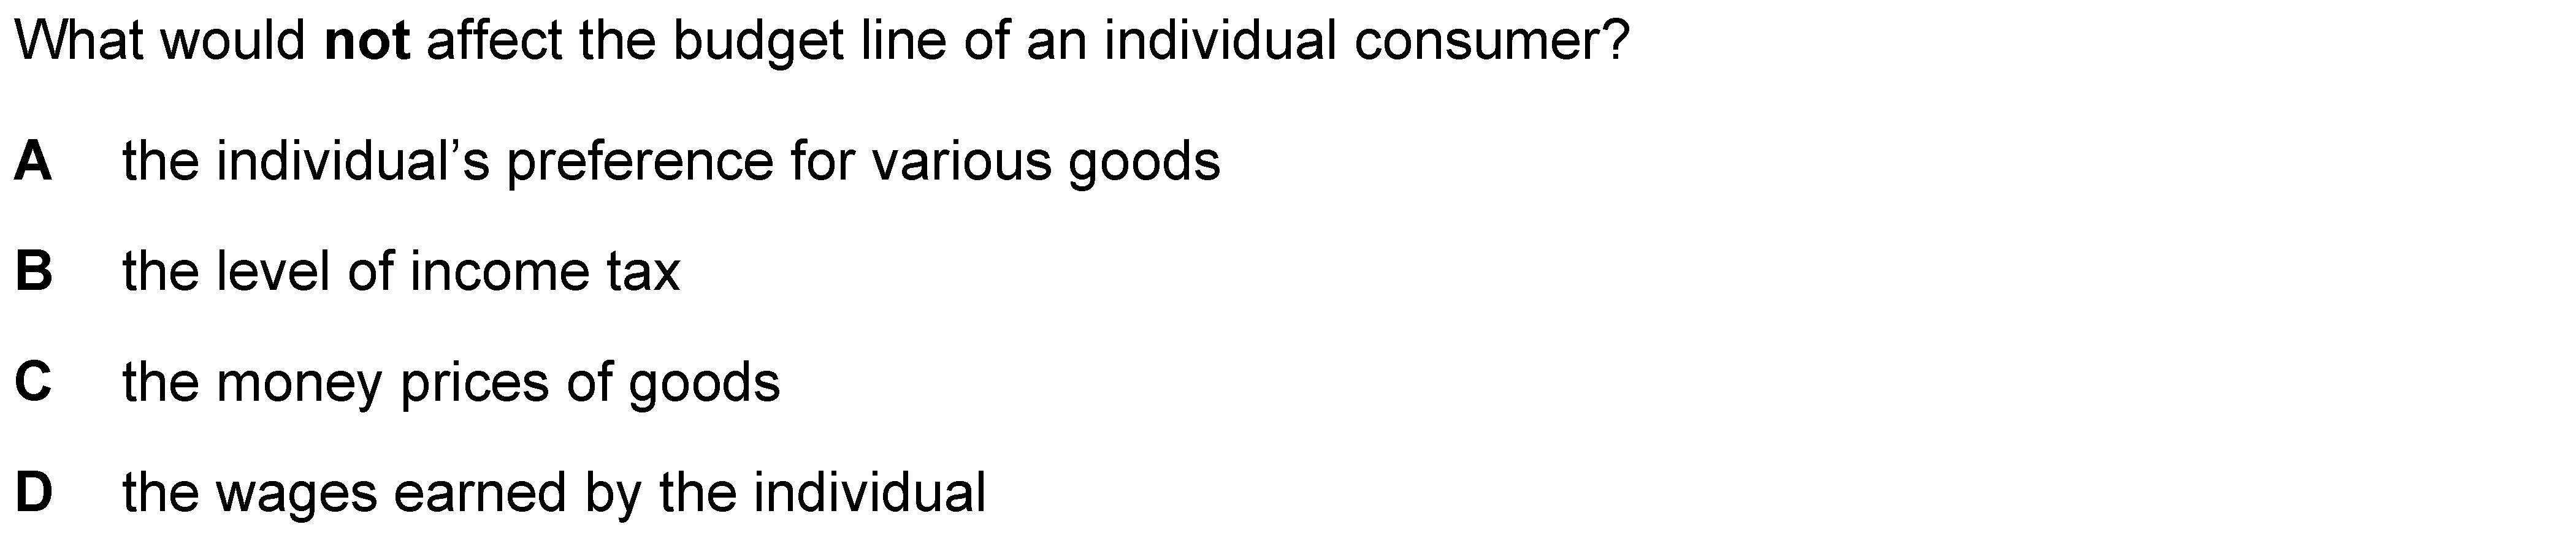 What would not affect the budget line of an individual consumer?
A the individual’s preference for various goods
B the level of income tax
C the money prices of goods
D the wages earned by the individual